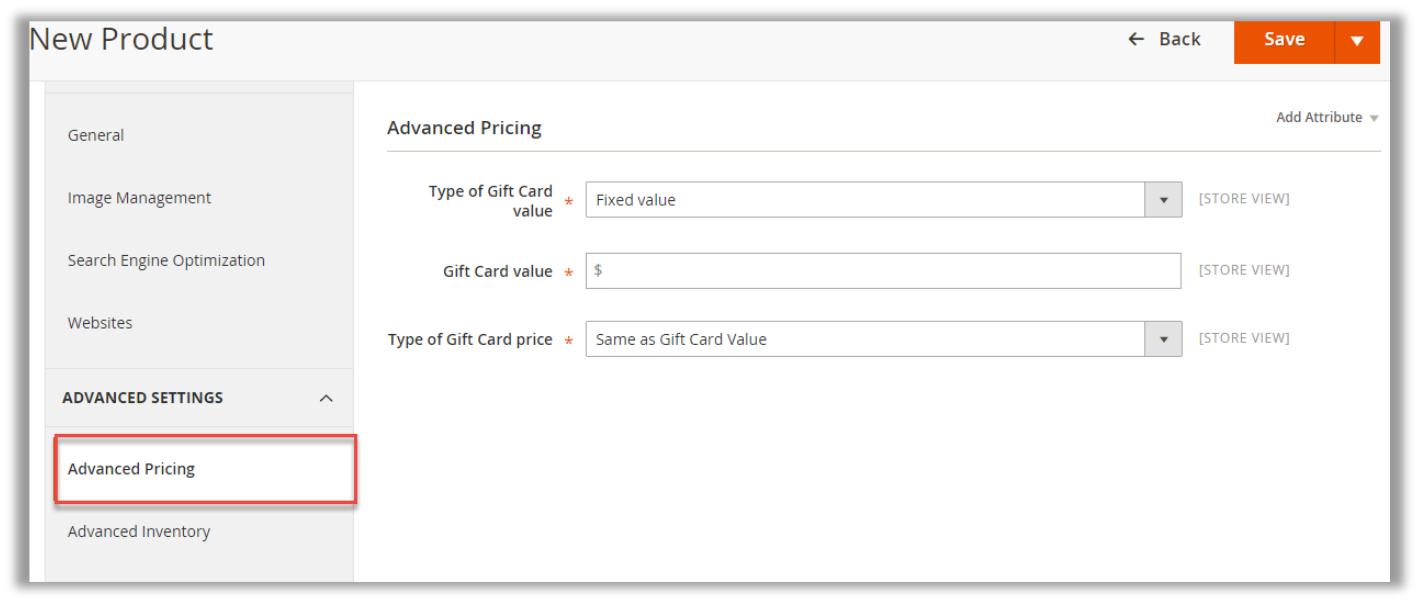 New Product
← Back
Save
General
Image Management
Search Engine Optimization
Websites
ADVANCED SETTINGS
Advanced Pricing
Advanced Inventory
Advanced Pricing
Add Attribute
Type of Gift Card
value *
Fixed value
[STORE VIEW]
Gift Card value *
$
[STORE VIEW]
Type of Gift Card price *
Same as Gift Card Value
[STORE VIEW]